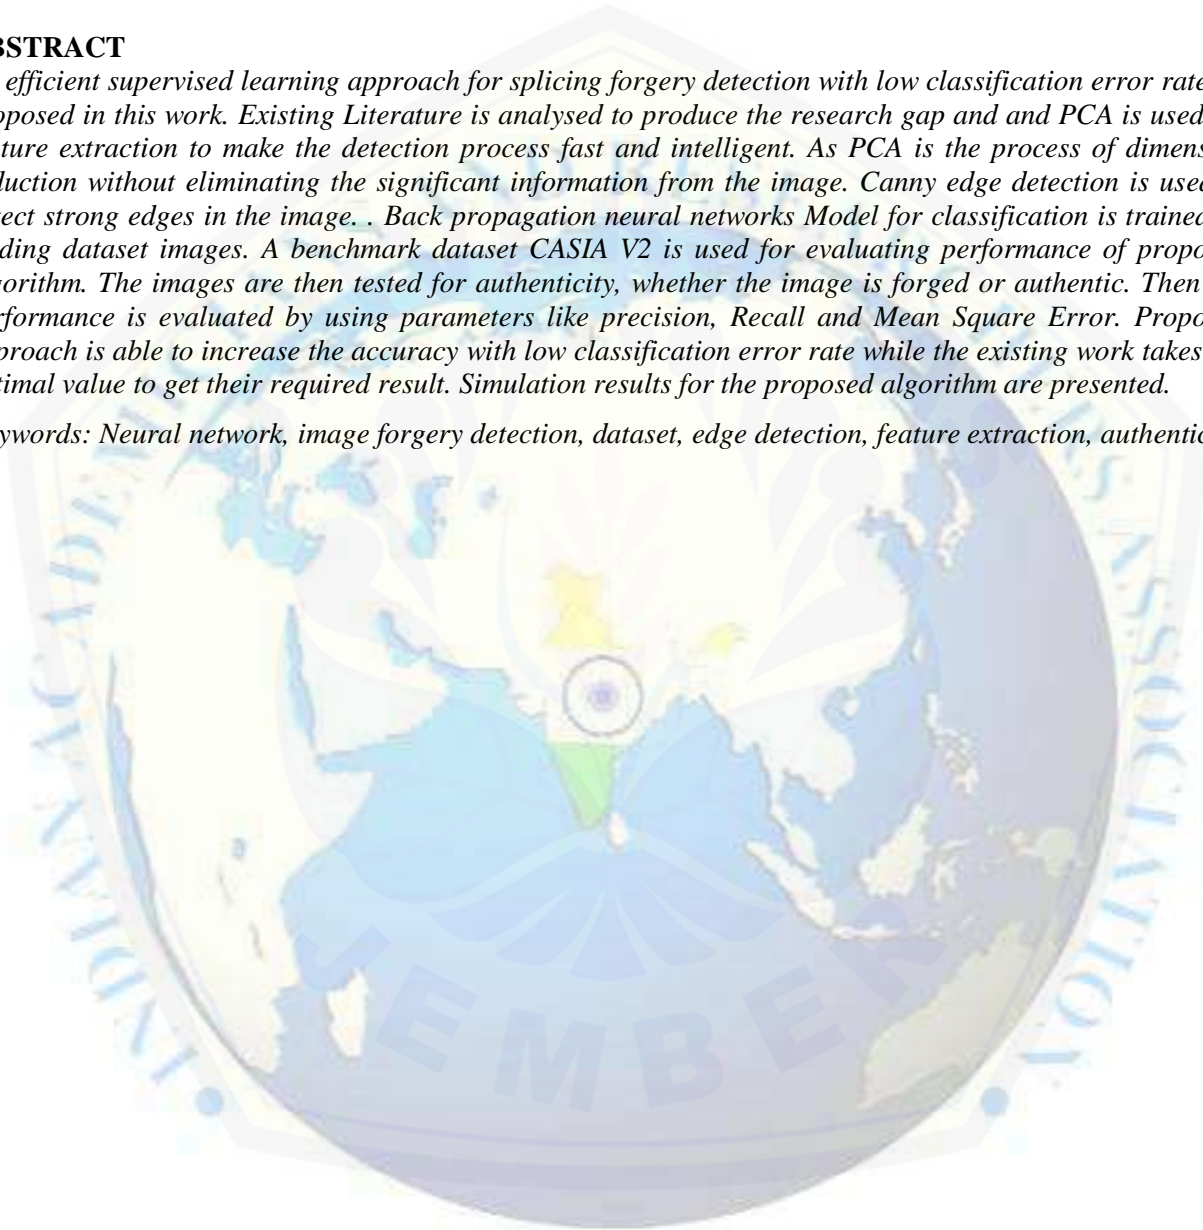 BSTRACT
efficient supervised learning approach for splicing forgery detection with low classification error rate
oposed in this work. Existing Literature is analysed to produce the research gap and and PCA is used
ture extraction to make the detection process fast and intelligent. As PCA is the process of dimens
duction without eliminating the significant information from the image. Canny edge detection is used
ect strong edges in the image. . Back propagation neural networks Model for classification is trained
ding dataset images. A benchmark dataset CASIA V2 is used for evaluating performance of propo
orithm. The images are then tested for authenticity, whether the image is forged or authentic. Then
rformance is evaluated by using parameters like precision, Recall and Mean Square Error. Propo
proach is able to increase the accuracy with low classification error rate while the existing work takes
timal value to get their required result. Simulation results for the proposed algorithm are presented.
ywords: Neural network, image forgery detection, dataset, edge detection, feature extraction, authentic
INDIAN ACADEMIC
ASSOCIATION
JEMBER